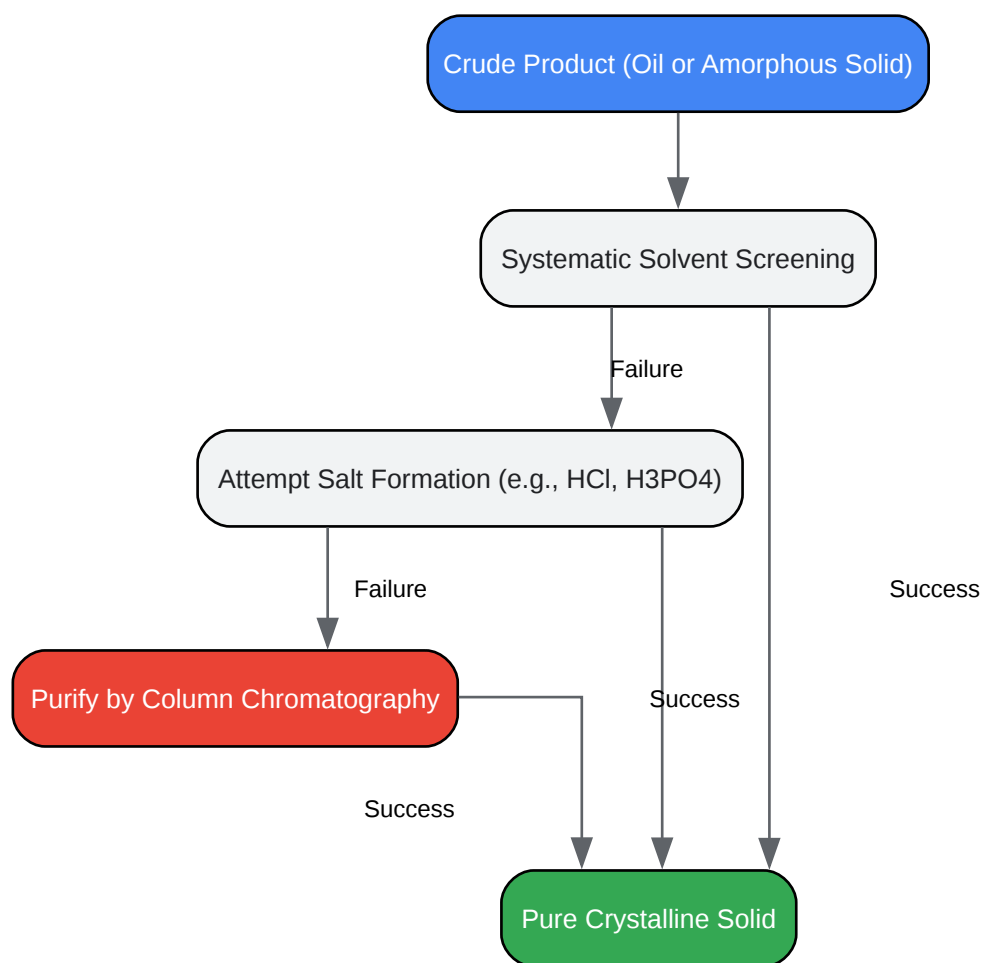 Crude Product (Oil or Amorphous Solid)
Systematic Solvent Screening
Failure
Attempt Salt Formation (e.g., HCl, H3PO4)
Failure
Success
Purify by Column Chromatography
Success
Success
Pure Crystalline Solid